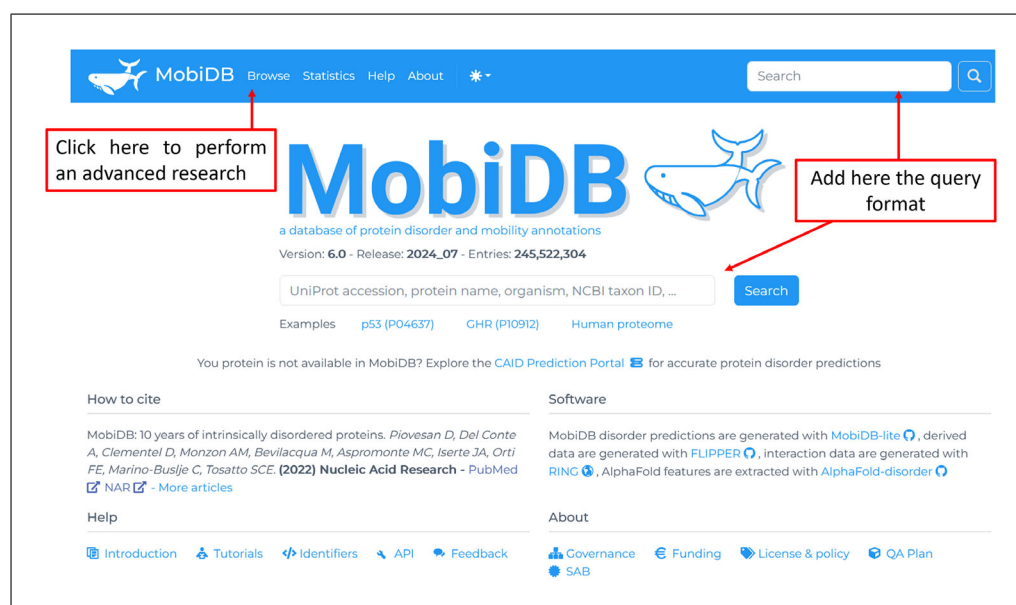 MobiDB Browse Statistics Help About Search
Click here to perform
an advanced research
MobiDB
Add here the query
format
a database of protein disorder and mobility annotations
Version: 6.0 - Release: 2024_07 - Entries: 245,522,304
UniProt accession, protein name, organism, NCBI taxon ID, ... Search
Examples p53 (P04637) GHR (P10912) Human proteome
You protein is not available in MobiDB? Explore the CAID Prediction Portal for accurate protein disorder predictions
How to cite
MobiDB: 10 years of intrinsically disordered proteins. Piovesan D, Del Conte
A, Clementel D, Monzon AM, Bevilacqua M, Aspromonte MC, Iserte JA, Orti
FE, Marino-Buslje C, Tosatto SCE. (2022) Nucleic Acid Research - PubMed
NAR - More articles
Software
MobiDB disorder predictions are generated with MobiDB-lite , derived
data are generated with FLIPPER , interaction data are generated with
RING , AlphaFold features are extracted with AlphaFold-disorder
Help
Introduction Tutorials Identifiers API Feedback
About
Governance Funding License & policy QA Plan
SAB